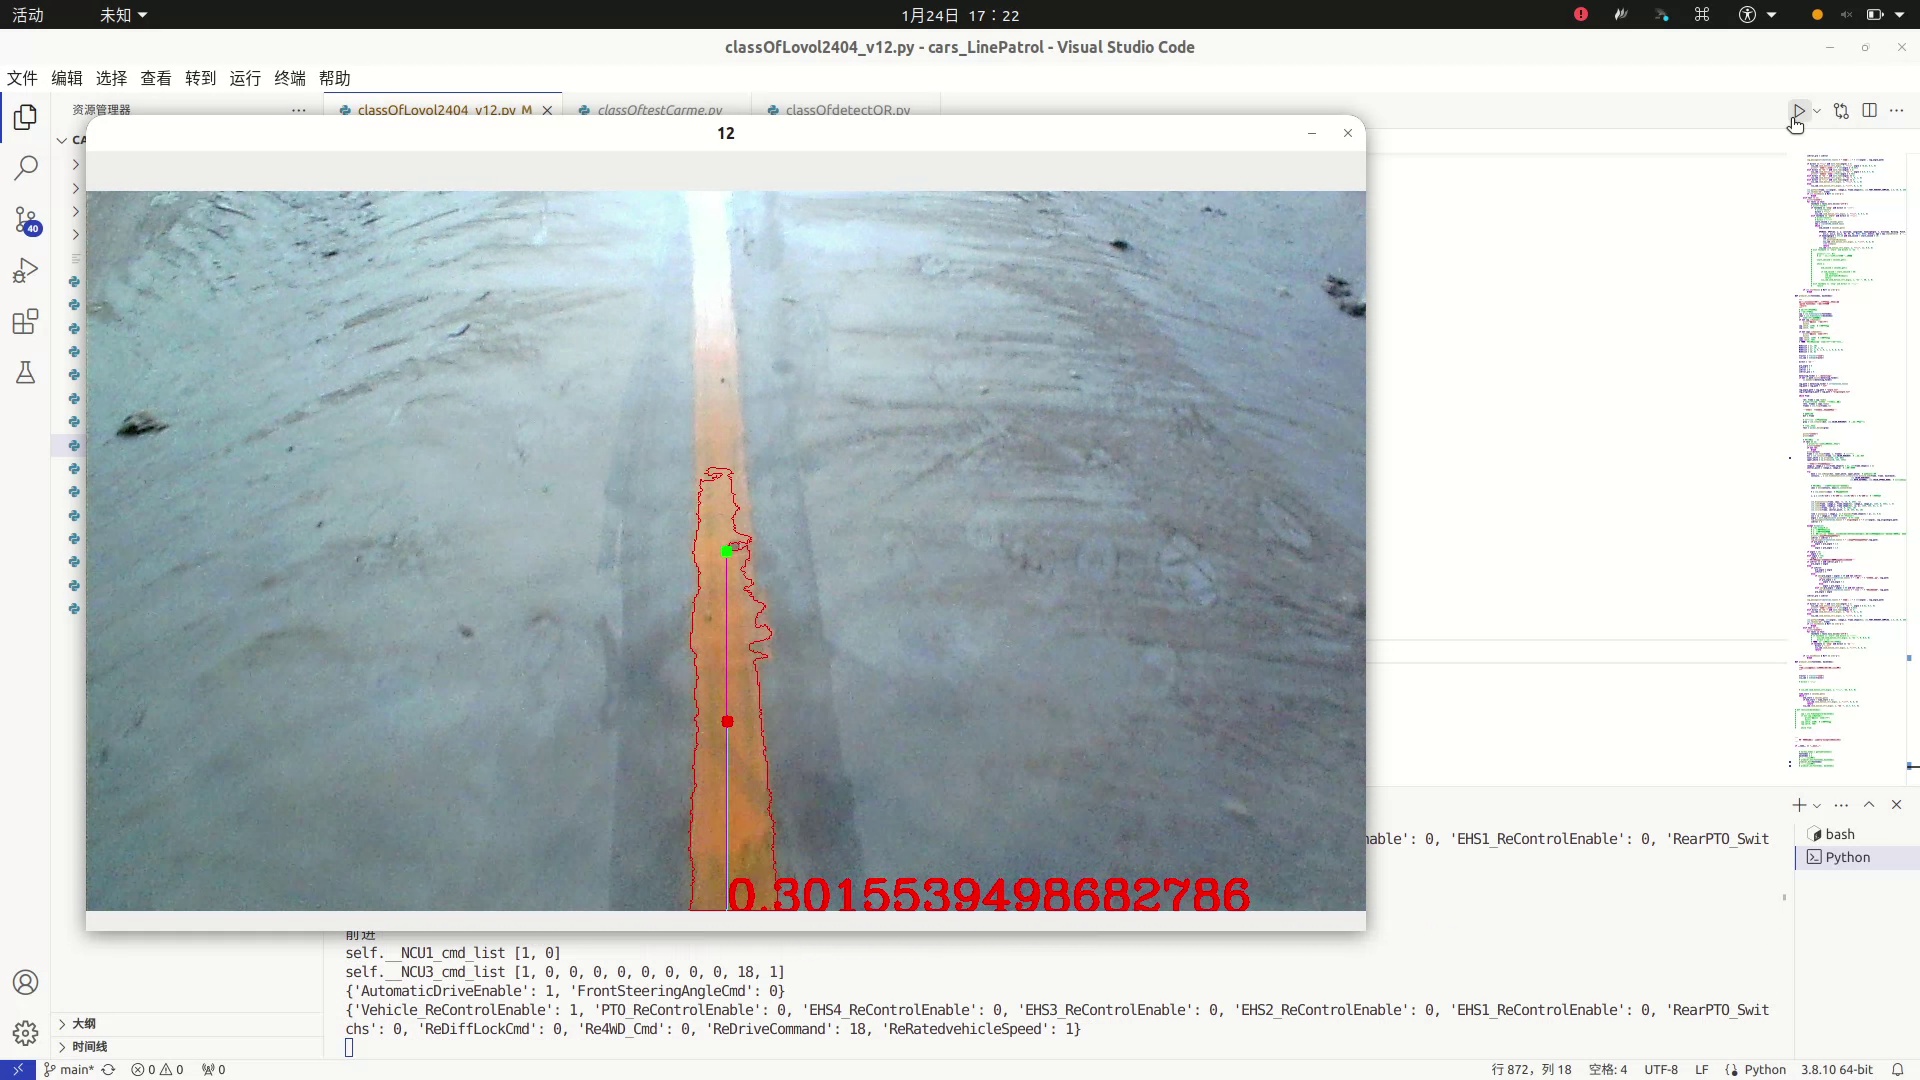 活动 未知 1月24日 17：22
classOfLovol2404_v12.py - cars_LinePatrol - Visual Studio Code
文件 编辑 选择 查看 转到 运行 终端 帮助
资源管理器 classOfLovol2404_v12.py M classOftestCarme.py classOfdetectQR.py
CA
12
40
0.3015539498682786
bash
Python
nable': 0, 'EHS1_ReControlEnable': 0, 'RearPTO_Swit
前进
self.__NCU1_cmd_list [1, 0]
self.__NCU3_cmd_list [1, 0, 0, 0, 0, 0, 0, 0, 0, 18, 1]
{'AutomaticDriveEnable': 1, 'FrontSteeringAngleCmd': 0}
{'Vehicle_ReControlEnable': 1, 'PTO_ReControlEnable': 0, 'EHS4_ReControlEnable': 0, 'EHS3_ReControlEnable': 0, 'EHS2_ReControlEnable': 0, 'EHS1_ReControlEnable': 0, 'RearPTO_Swit
chs': 0, 'ReDiffLockCmd': 0, 'Re4WD_Cmd': 0, 'ReDriveCommand': 18, 'ReRatedvehicleSpeed': 1}
大纲
时间线
main* 0 0 0 行 872，列 18 空格: 4 UTF-8 LF Python 3.8.10 64-bit